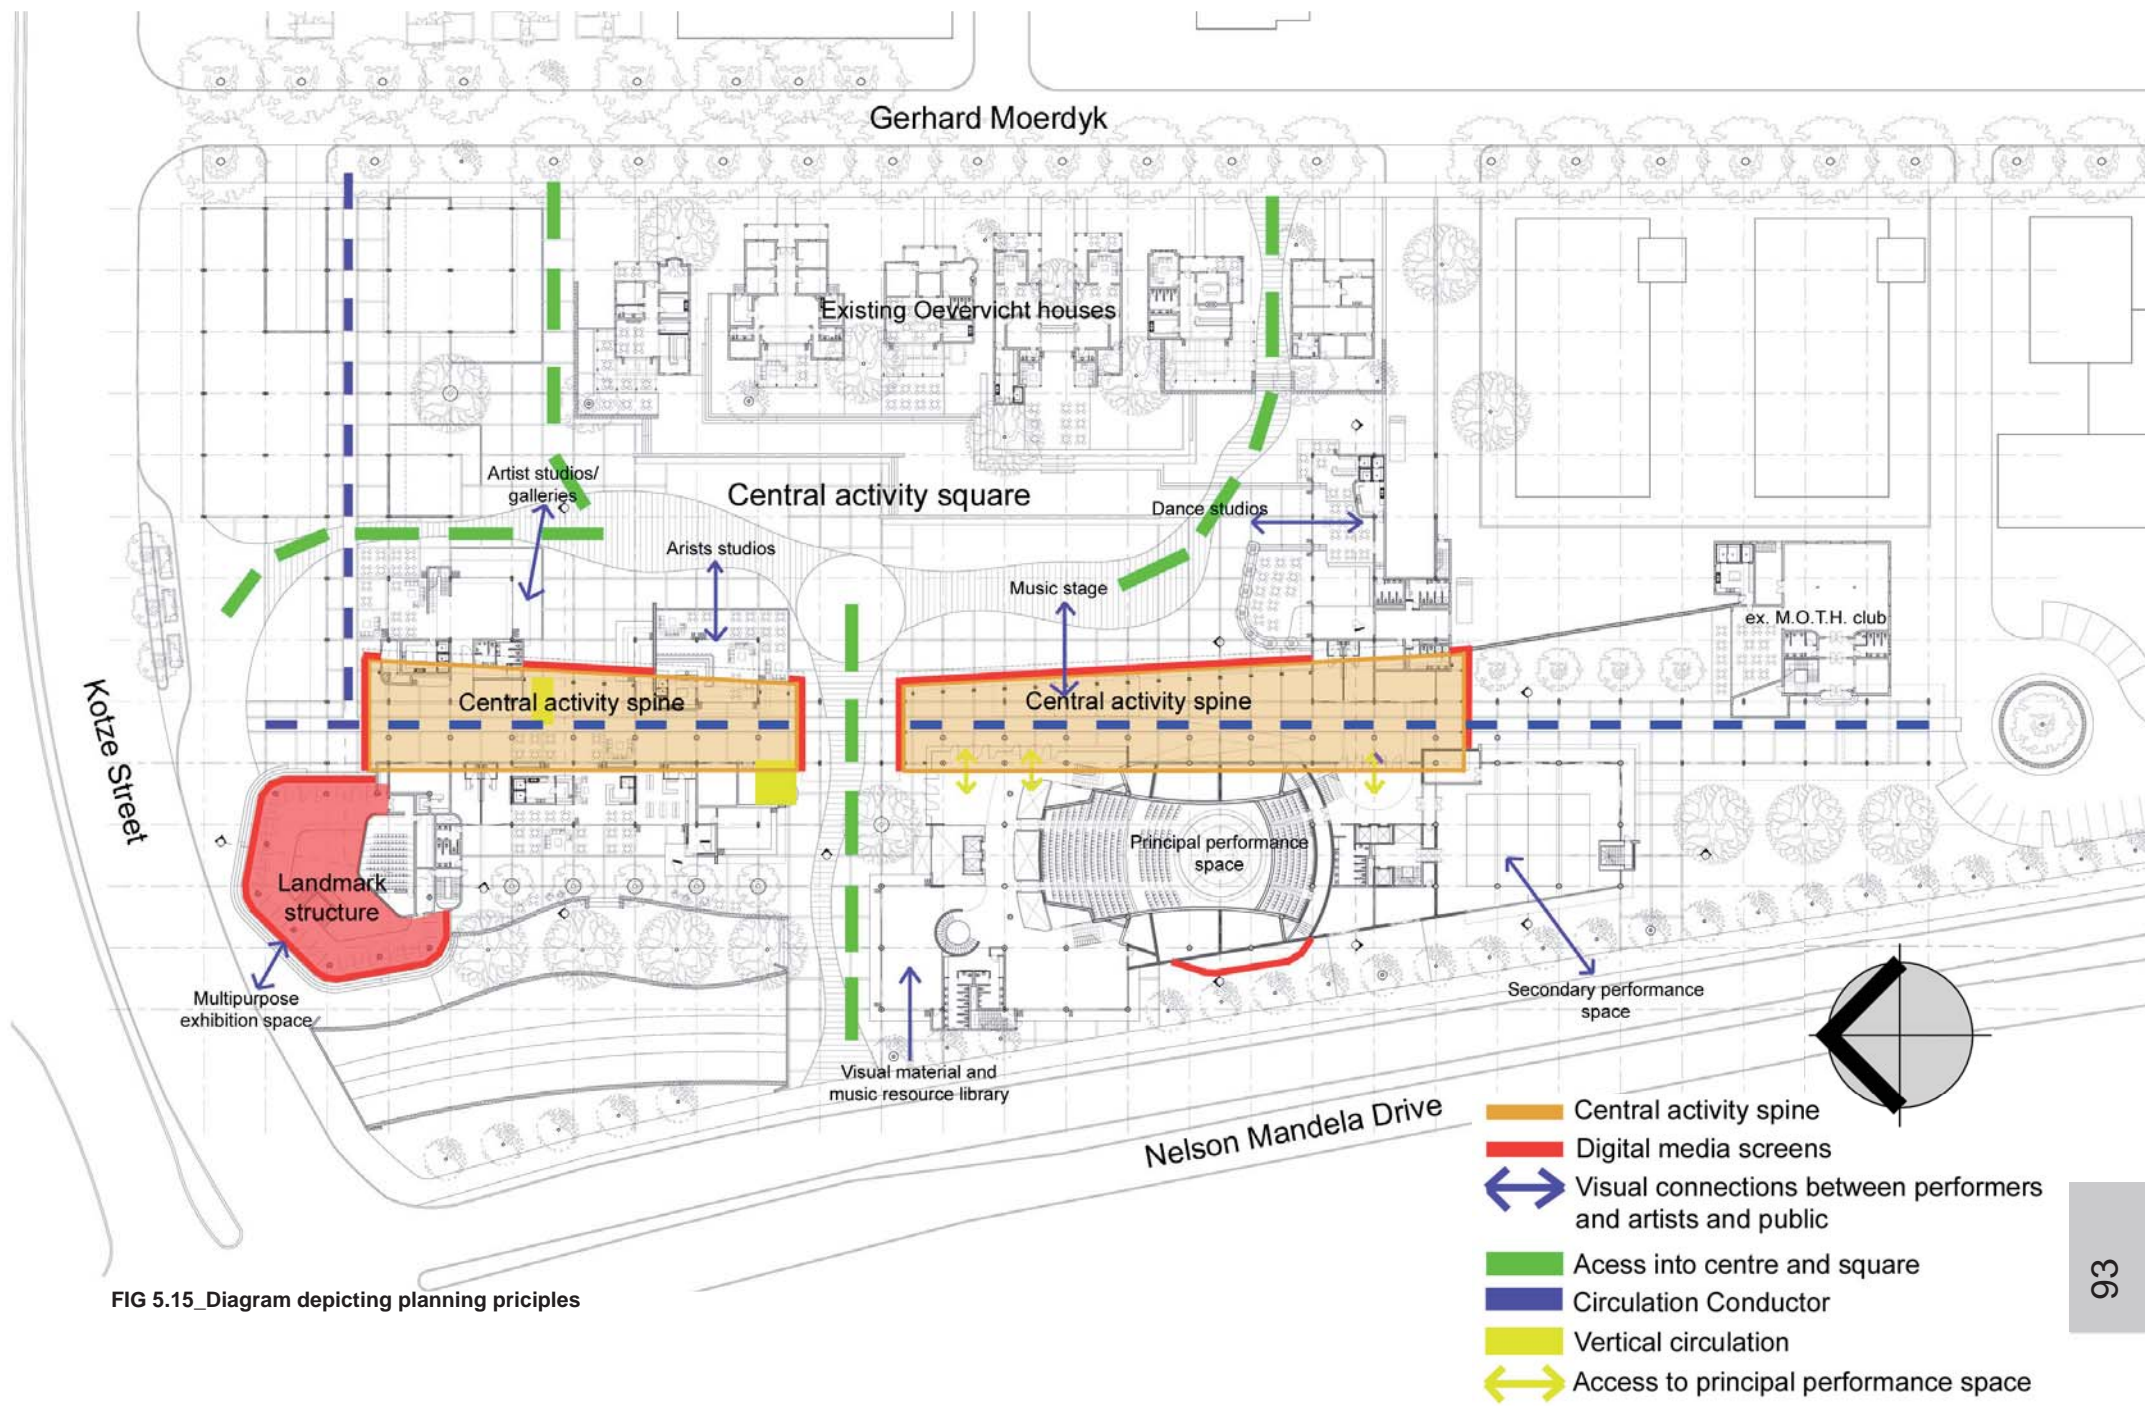 Gerhard Moerdyk
Existing Oevervicht houses
Artist studios/
galleries
Central activity square
Dance studios
Arists studios
Music stage
ex. M.O.T.H. club
Central activity spine
Central activity spine
Kotze Street
Principal performance
space
Landmark
structure
Multipurpose
exhibition space
Secondary performance
space
Visual material and
music resource library
Nelson Mandela Drive
Central activity spine
Digital media screens
Visual connections between performers
and artists and public
Acess into centre and square
Circulation Conductor
Vertical circulation
Access to principal performance space
FIG 5.15_Diagram depicting planning priciples
93